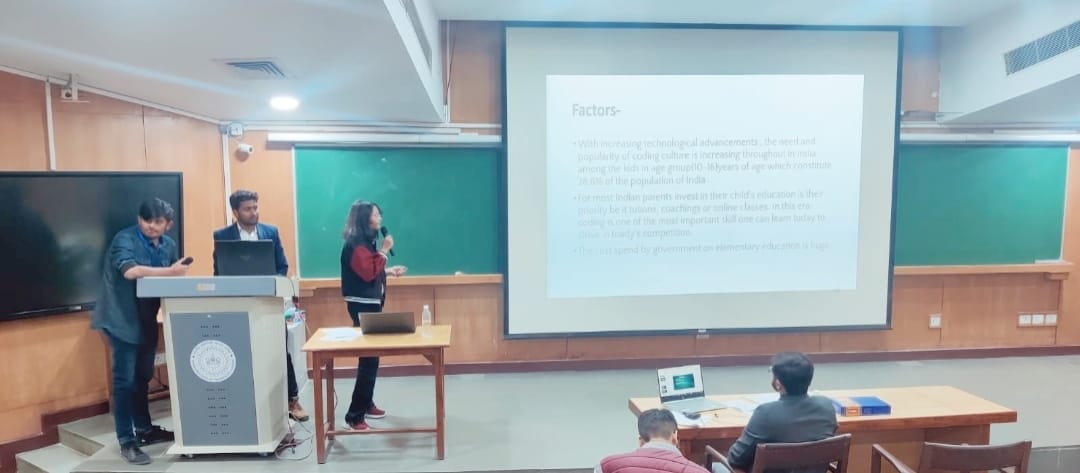 Factors-
• With increasing technological advancements , the need and
popularity of coding culture is increasing throughout in India
among the kids in age group(10-16)years of age which constitute
28.6% of the population of India .
• For most Indian parents invest in their child's education is their
priority be it tutions, coachings or online classes. in this era
coding is one of the most important skill one can learn today to
in toady's competition.
• The cost spend by government on elementary education is huge.